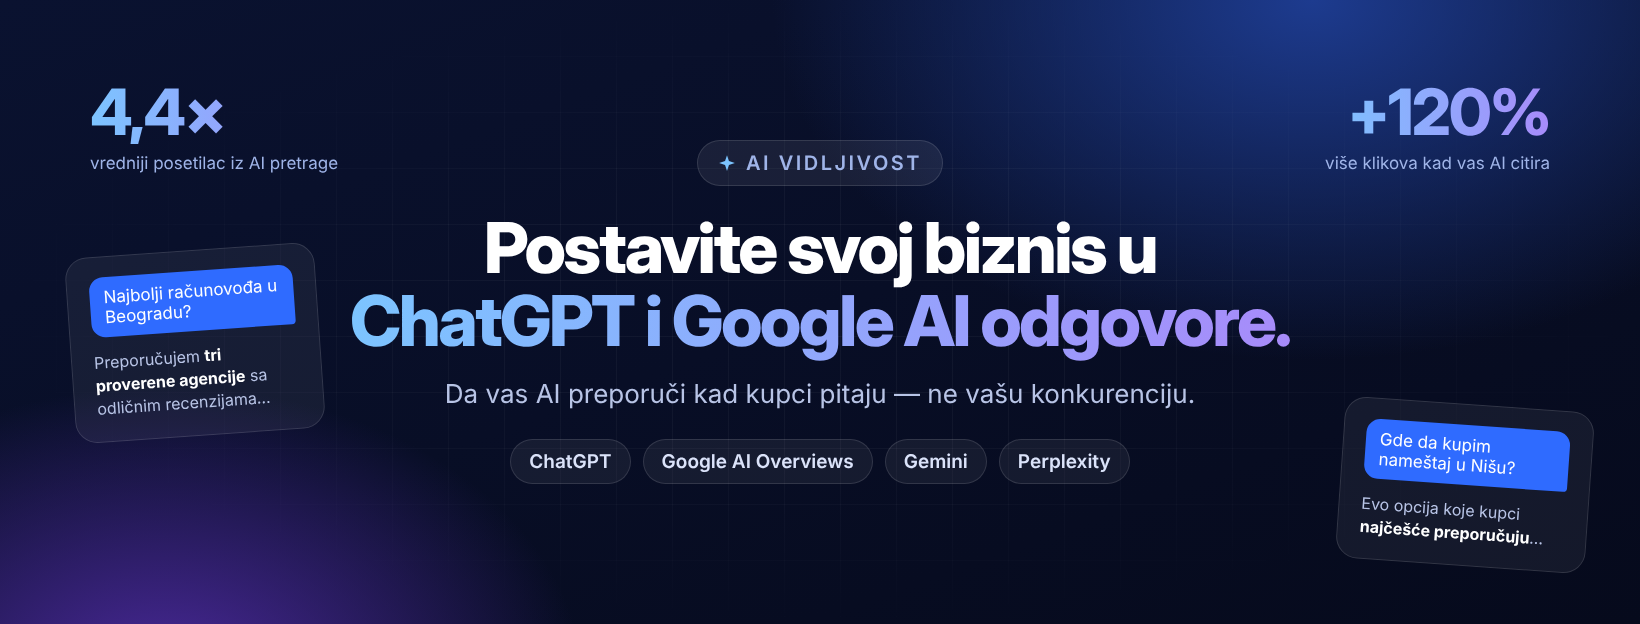 4,4×
vredniji posetilac iz AI pretrage
+120%
više klikova kad vas AI citira
AI VIDLJIVOST
Postavite svoj biznis u
ChatGPT i Google AI odgovore.
Da vas AI preporuči kad kupci pitaju — ne vašu konkurenciju.
ChatGPT
Google AI Overviews
Gemini
Perplexity
Najbolji računovođa u
Beogradu?
Preporučujem tri
proverene agencije sa
odličnim recenzijama...
Gde da kupim
nameštaj u Nišu?
Evo opcija koje kupci
najčešće preporučuju...